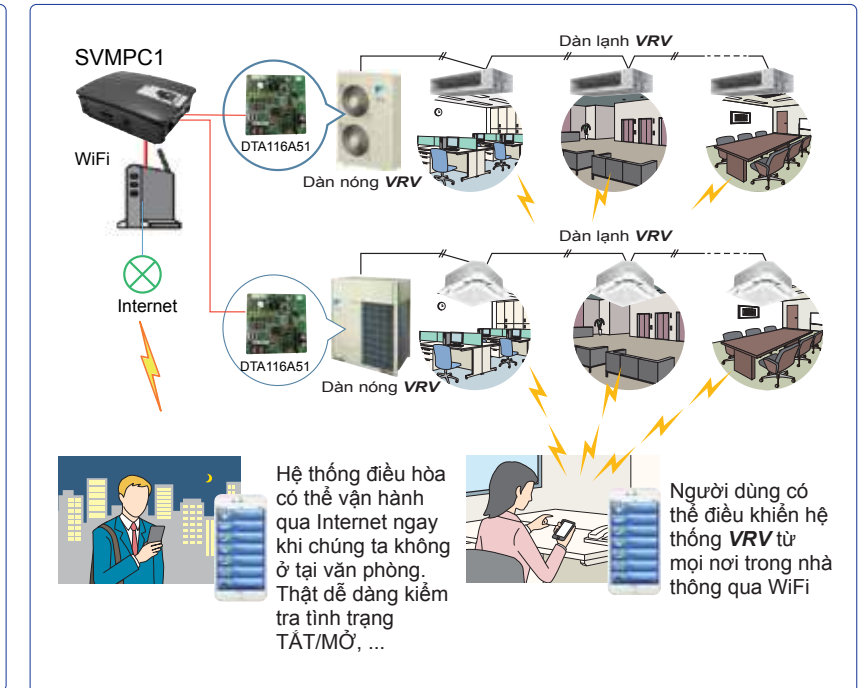 SVMPC1
WiFi
Internet
DTA116A51
Dàn nóng VRV
Dàn lạnh VRV
DTA116A51
Dàn nóng VRV
Dàn lạnh VRV
Hệ thống điều hòa
có thể vận hành
qua Internet ngay
khi chúng ta không
ở tại văn phòng.
Thật dễ dàng kiểm
tra tình trạng
TẮT/MỞ, ...
Người dùng có
thể điều khiển hệ
thống VRV từ
mọi nơi trong nhà
thông qua WiFi